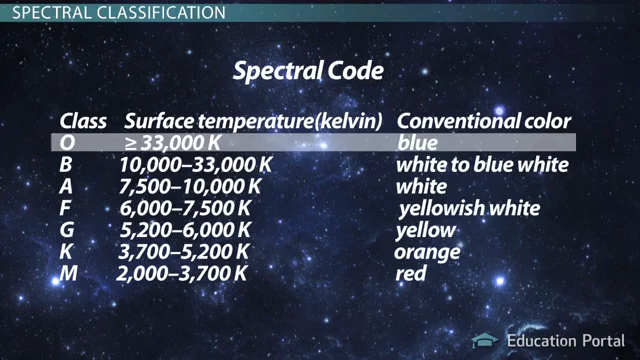 SPECTRAL CLASSIFICATION
Spectral Code
Class Surface temperature(kelvin) Conventional color
O ≥ 33,000 K blue
B 10,000–33,000 K white to blue white
A 7,500–10,000 K white
F 6,000–7,500 K yellowish white
G 5,200–6,000 K yellow
K 3,700–5,200 K orange
M 2,000–3,700 K red
Education Portal